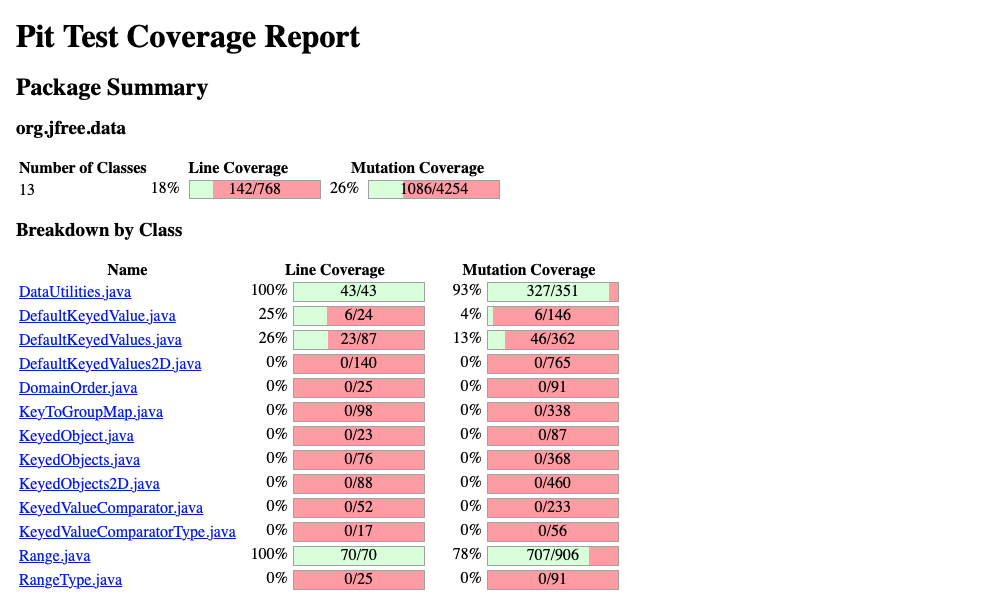 Pit Test Coverage Report
Package Summary
org.jfree.data
Number of Classes Line Coverage Mutation Coverage
13 18% 142/768 26% 1086/4254
Breakdown by Class
Name Line Coverage Mutation Coverage
DataUtilities.java 100% 43/43 93% 327/351
DefaultKeyedValue.java 25% 6/24 4% 6/146
DefaultKeyedValues.java 26% 23/87 13% 46/362
DefaultKeyedValues2D.java 0% 0/140 0% 0/765
DomainOrder.java 0% 0/25 0% 0/91
KeyToGroupMap.java 0% 0/98 0% 0/338
KeyedObject.java 0% 0/23 0% 0/87
KeyedObjects.java 0% 0/76 0% 0/368
KeyedObjects2D.java 0% 0/88 0% 0/460
KeyedValueComparator.java 0% 0/52 0% 0/233
KeyedValueComparatorType.java 0% 0/17 0% 0/56
Range.java 100% 70/70 78% 707/906
RangeType.java 0% 0/25 0% 0/91